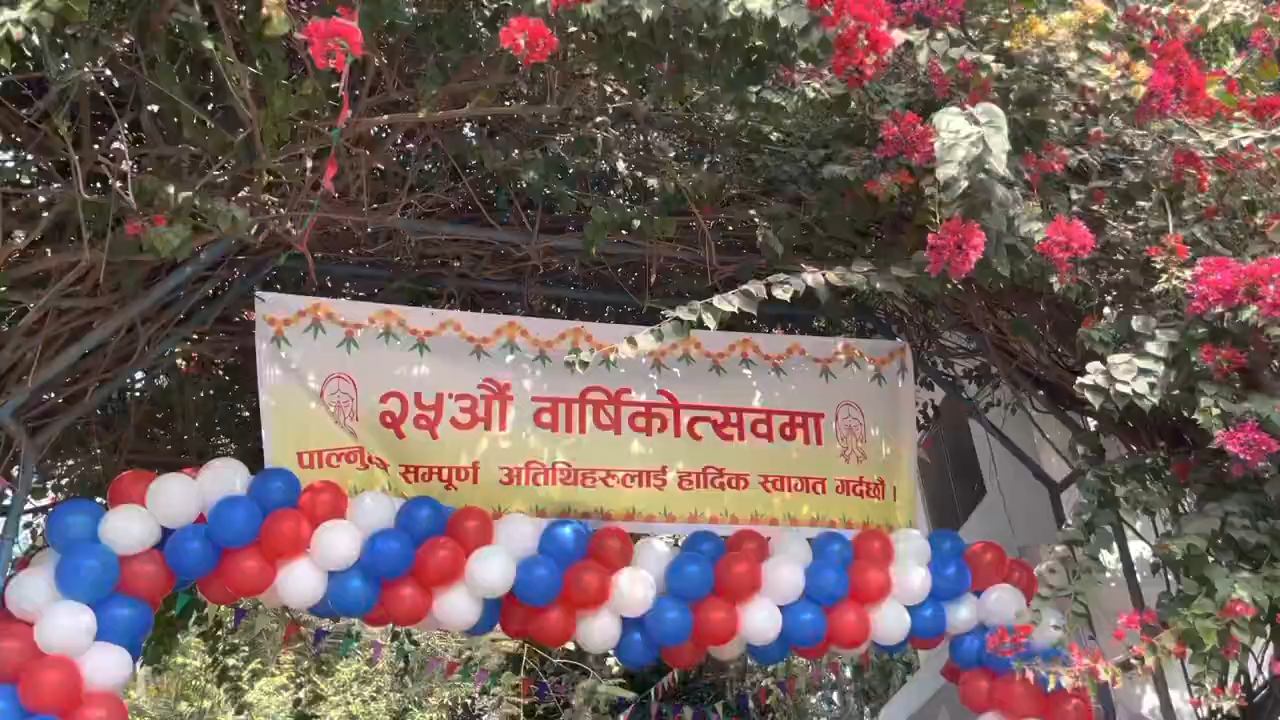 २५औं वार्षिकोत्सवमा
सम्पूर्ण अतिथिहरुलाई हार्दिक स्वागत गर्दछौ ।